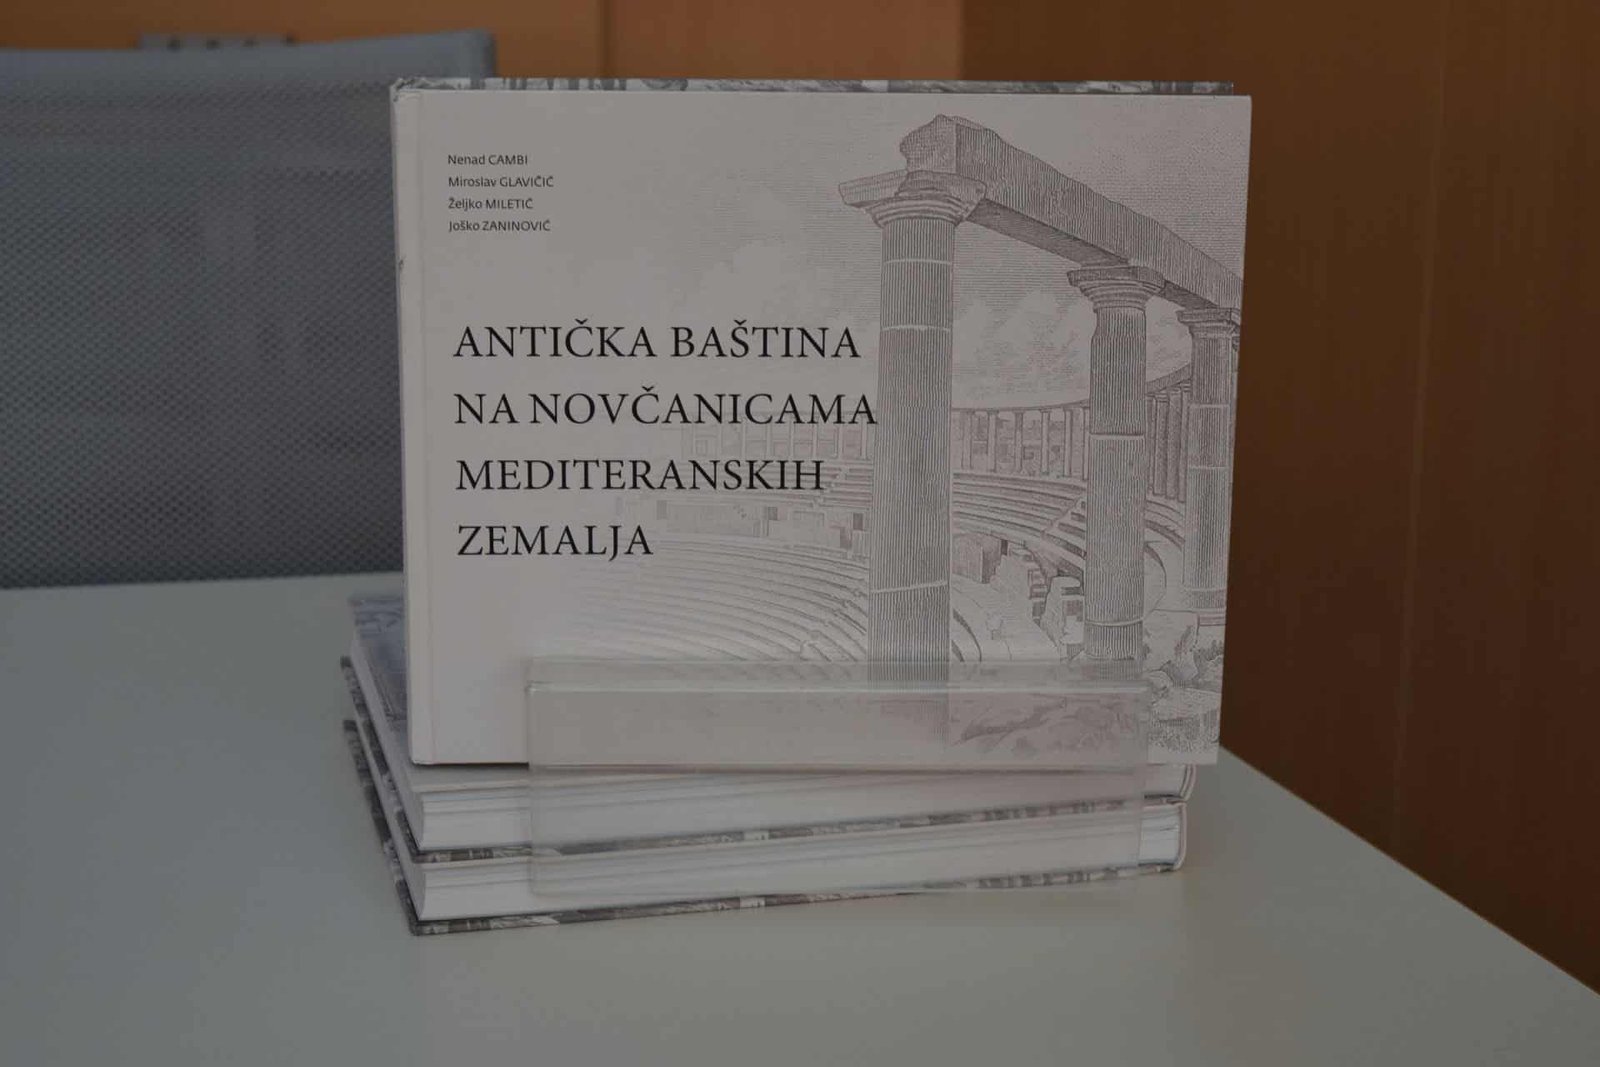 Nenad CAMBI
Miroslav GLAVIČIĆ
Željko MILETIĆ
Joško ZANINOVIĆ
ANTIČKA BAŠTINA
NA NOVČANICAMA
MEDITERANSKIH
ZEMALJA